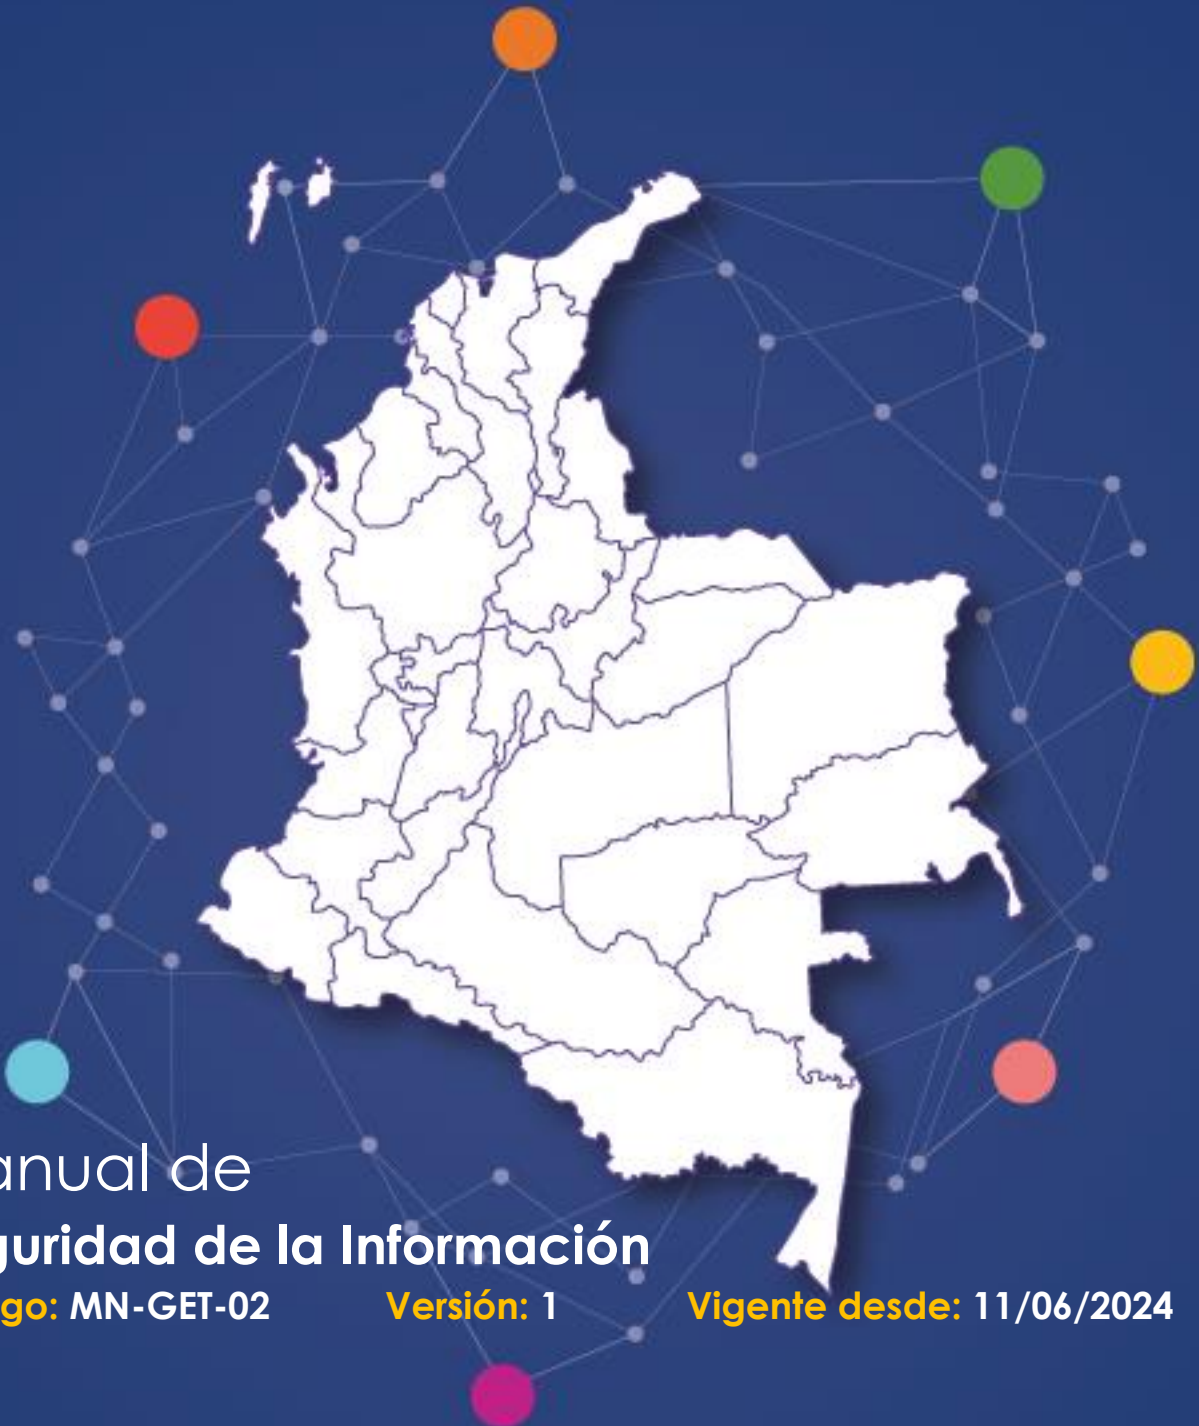 anual de
guridad de la Información
go: MN-GET-02 Versión: 1 Vigente desde: 11/06/2024